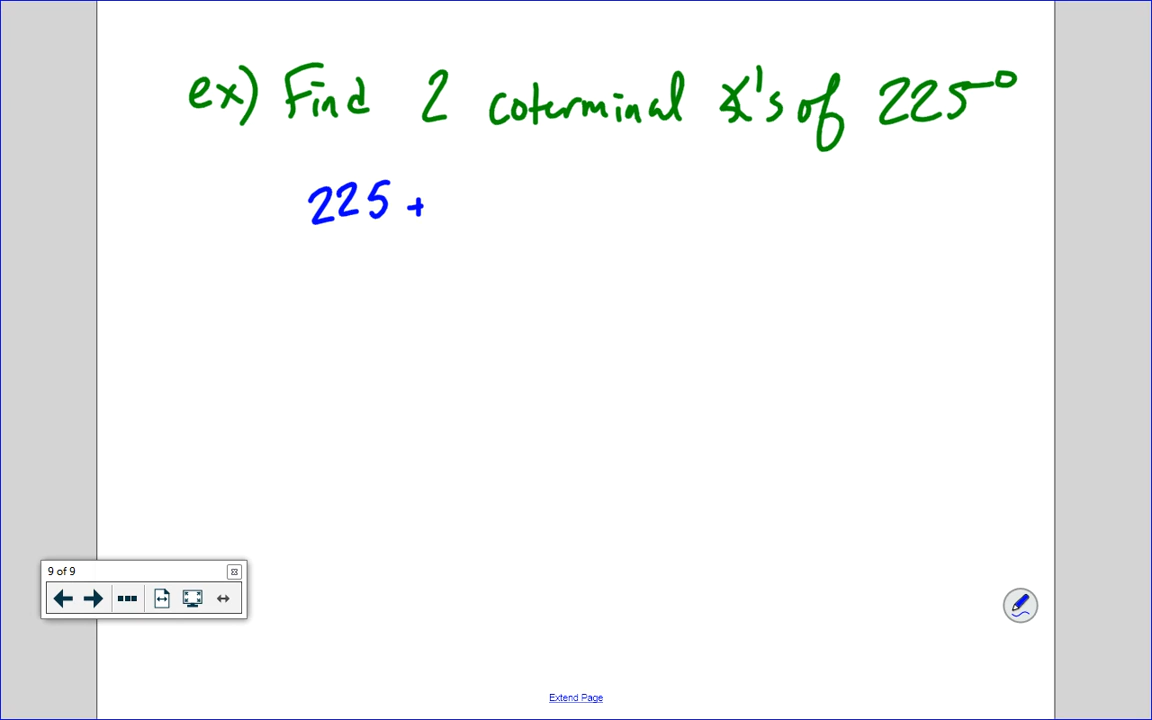 ex) Find 2 coterminal ∡'s of 225°
225 +
9 of 9
Extend Page